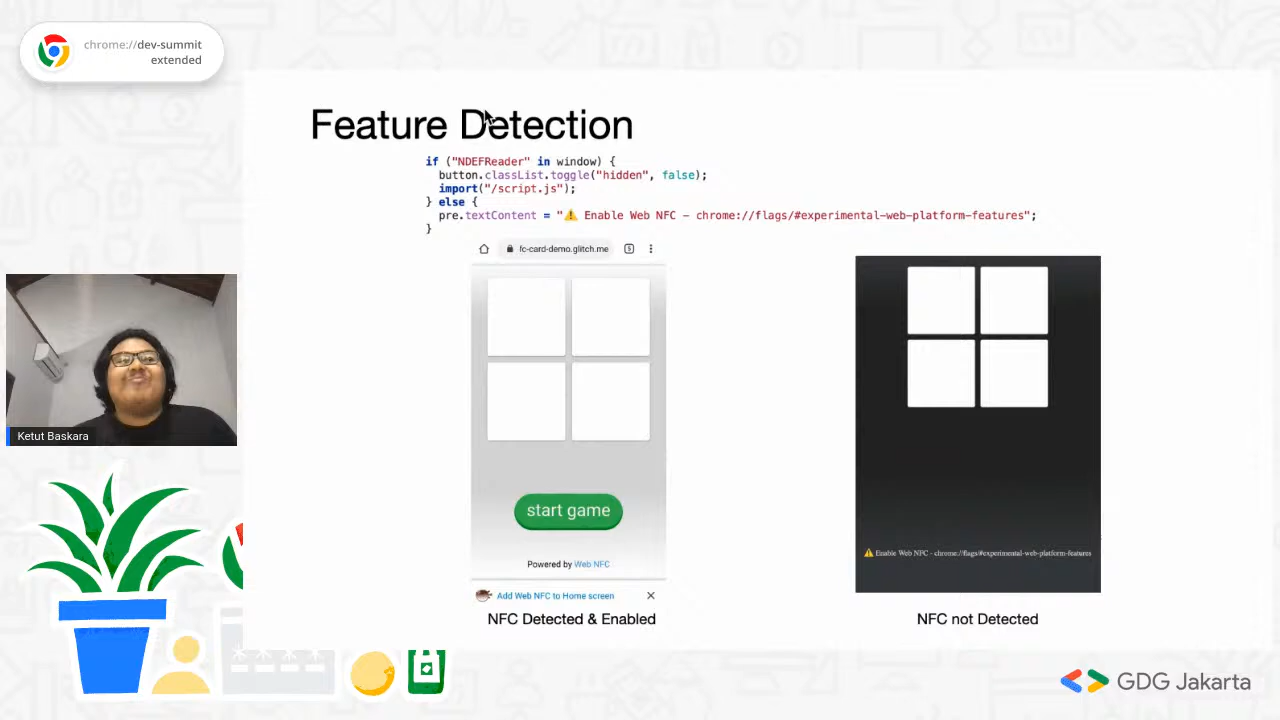 chrome://dev-summit
extended
Feature Detection
if ("NDEFReader" in window) {
button.classList.toggle("hidden", false);
import("/script.js");
} else {
pre.textContent = "⚠️ Enable Web NFC – chrome://flags/#experimental-web-platform-features";
}
fc-card-demo.glitch.me
5
start game
Powered by Web NFC
Add Web NFC to Home screen
NFC Detected & Enabled
⚠️ Enable Web NFC - chrome://flags/#experimental-web-platform-features
NFC not Detected
Ketut Baskara
GDG Jakarta